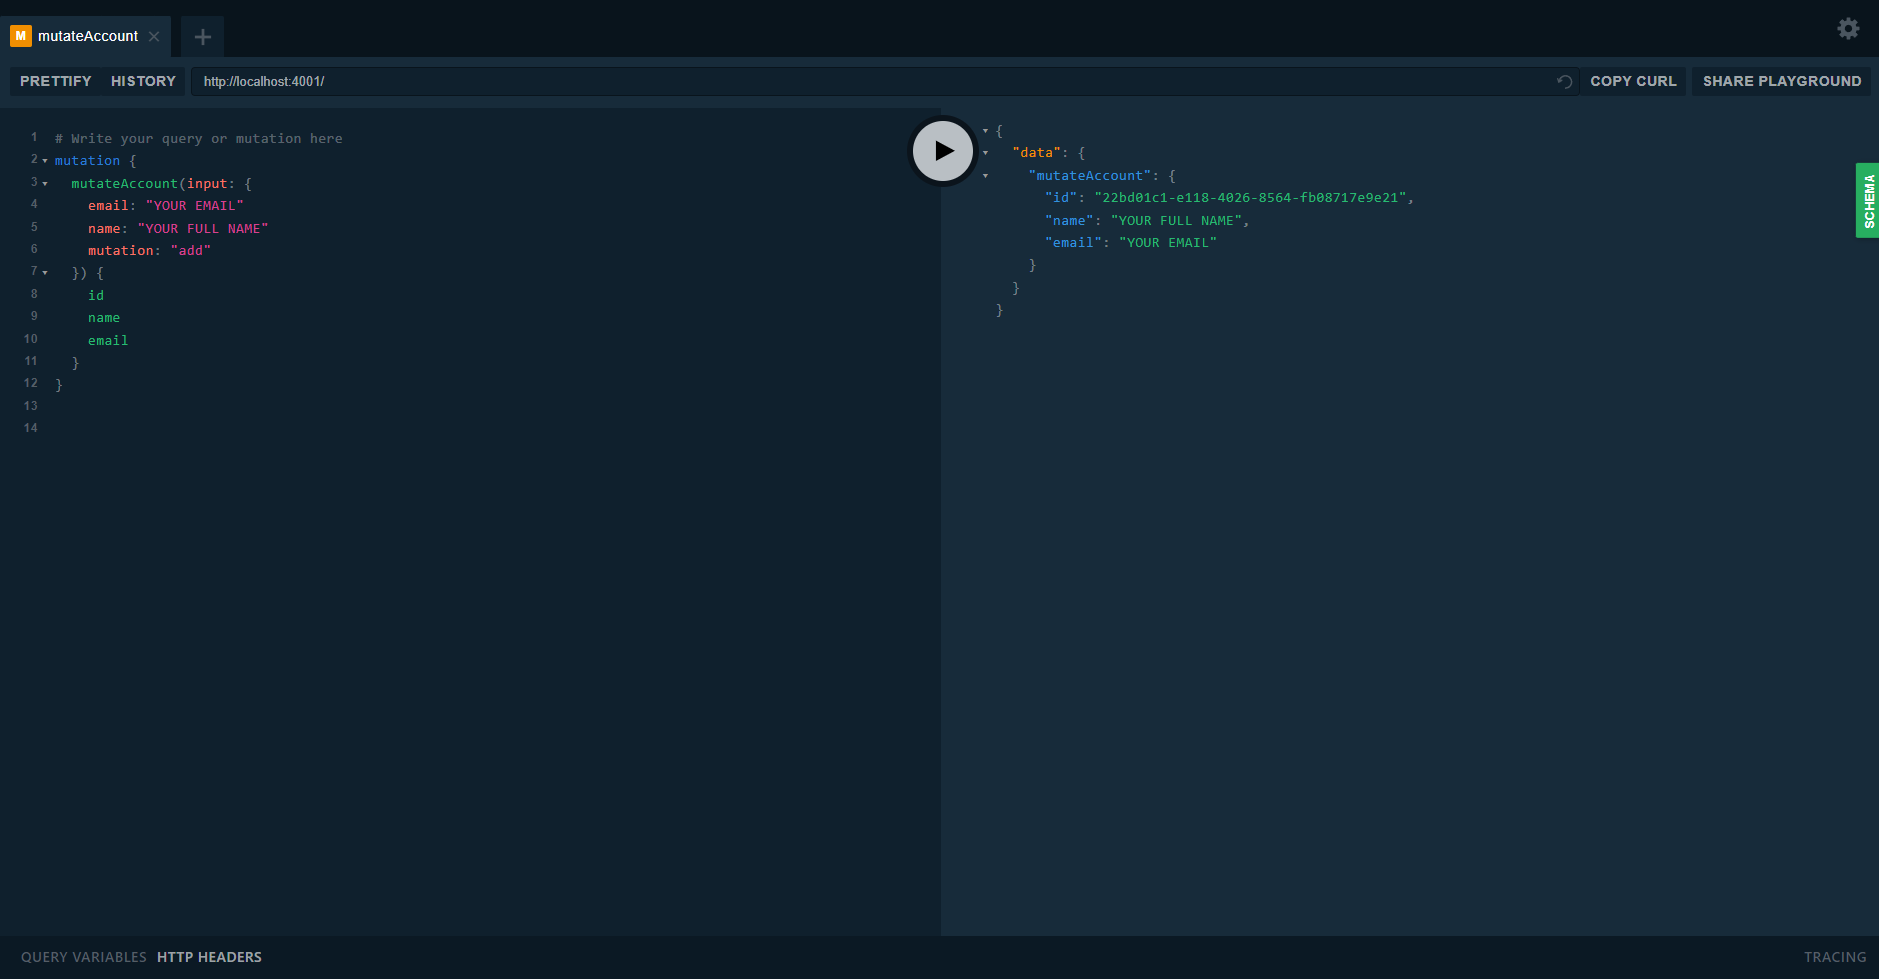 M mutateAccount
PRETTIFY HISTORY http://localhost:4001/ COPY CURL SHARE PLAYGROUND
1 # Write your query or mutation here
2 mutation {
3 mutateAccount(input: {
4 email: "YOUR EMAIL"
5 name: "YOUR FULL NAME"
6 mutation: "add"
7 }) {
8 id
9 name
10 email
11 }
12 }
13
14
{
"data": {
"mutateAccount": {
"id": "22bd01c1-e118-4026-8564-fb08717e9e21",
"name": "YOUR FULL NAME",
"email": "YOUR EMAIL"
}
}
}
SCHEMA
QUERY VARIABLES HTTP HEADERS TRACING